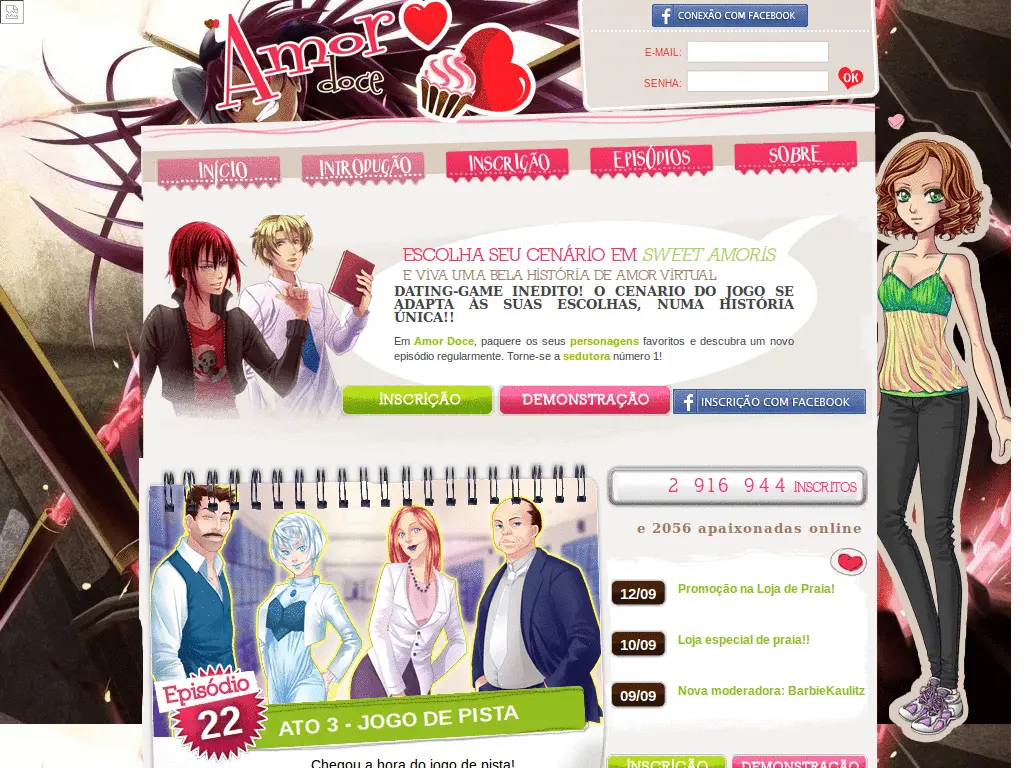 Amor doce
CONEXÃO COM FACEBOOK
E-MAIL:
SENHA:
OK
INÍCIO
INTRODUÇÃO
INSCRIÇÃO
EPISÓDIOS
SOBRE
ESCOLHA SEU CENÁRIO EM SWEET AMORIS
E VIVA UMA BELA HISTÓRIA DE AMOR VIRTUAL
DATING-GAME INEDITO! O CENARIO DO JOGO SE
ADAPTA ÀS SUAS ESCOLHAS, NUMA HISTÓRIA
ÚNICA!!
Em Amor Doce, paquere os seus personagens favoritos e descubra um novo
episódio regularmente. Torne-se a sedutora número 1!
INSCRIÇÃO
DEMONSTRAÇÃO
INSCRIÇÃO COM FACEBOOK
2 916 944 INSCRITOS
e 2056 apaixonadas online
12/09
Promoção na Loja de Praia!
10/09
Loja especial de praia!!
09/09
Nova moderadora: BarbieKaulitz
Episódio
22
ATO 3 - JOGO DE PISTA
Chegou a hora do jogo de pista!
INSCRIÇÃO
DEMONSTRAÇÃO